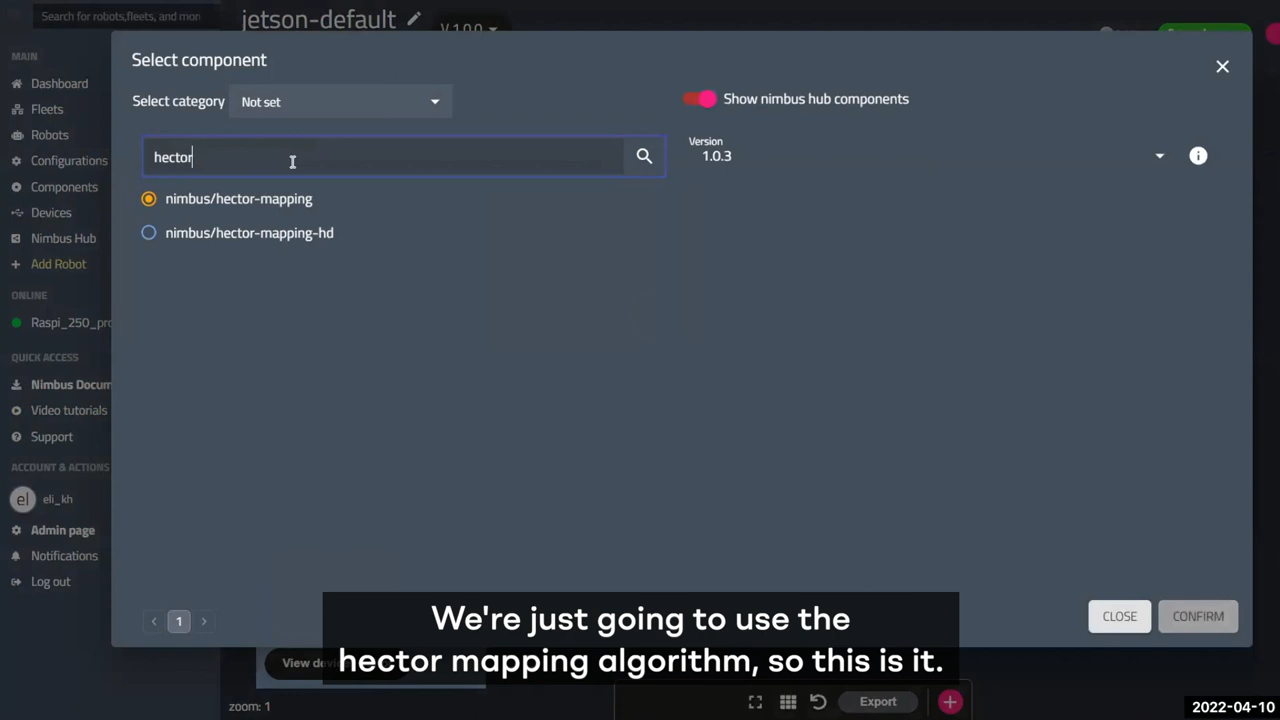 Search for robots,fleets, and mon
jetson-default
V 1.0.0
MAIN
Dashboard
Fleets
Robots
Configurations
Components
Devices
Nimbus Hub
+ Add Robot
ONLINE
Raspi_250_pro
QUICK ACCESS
Nimbus Docum
Video tutorials
Support
ACCOUNT & ACTIONS
el eli_kh
Admin page
Notifications
Log out
Select component
Select category Not set
Show nimbus hub components
hector
Version
1.0.3
nimbus/hector-mapping
nimbus/hector-mapping-hd
1
CLOSE CONFIRM
We're just going to use the
hector mapping algorithm, so this is it.
zoom: 1
Export
2022-04-10